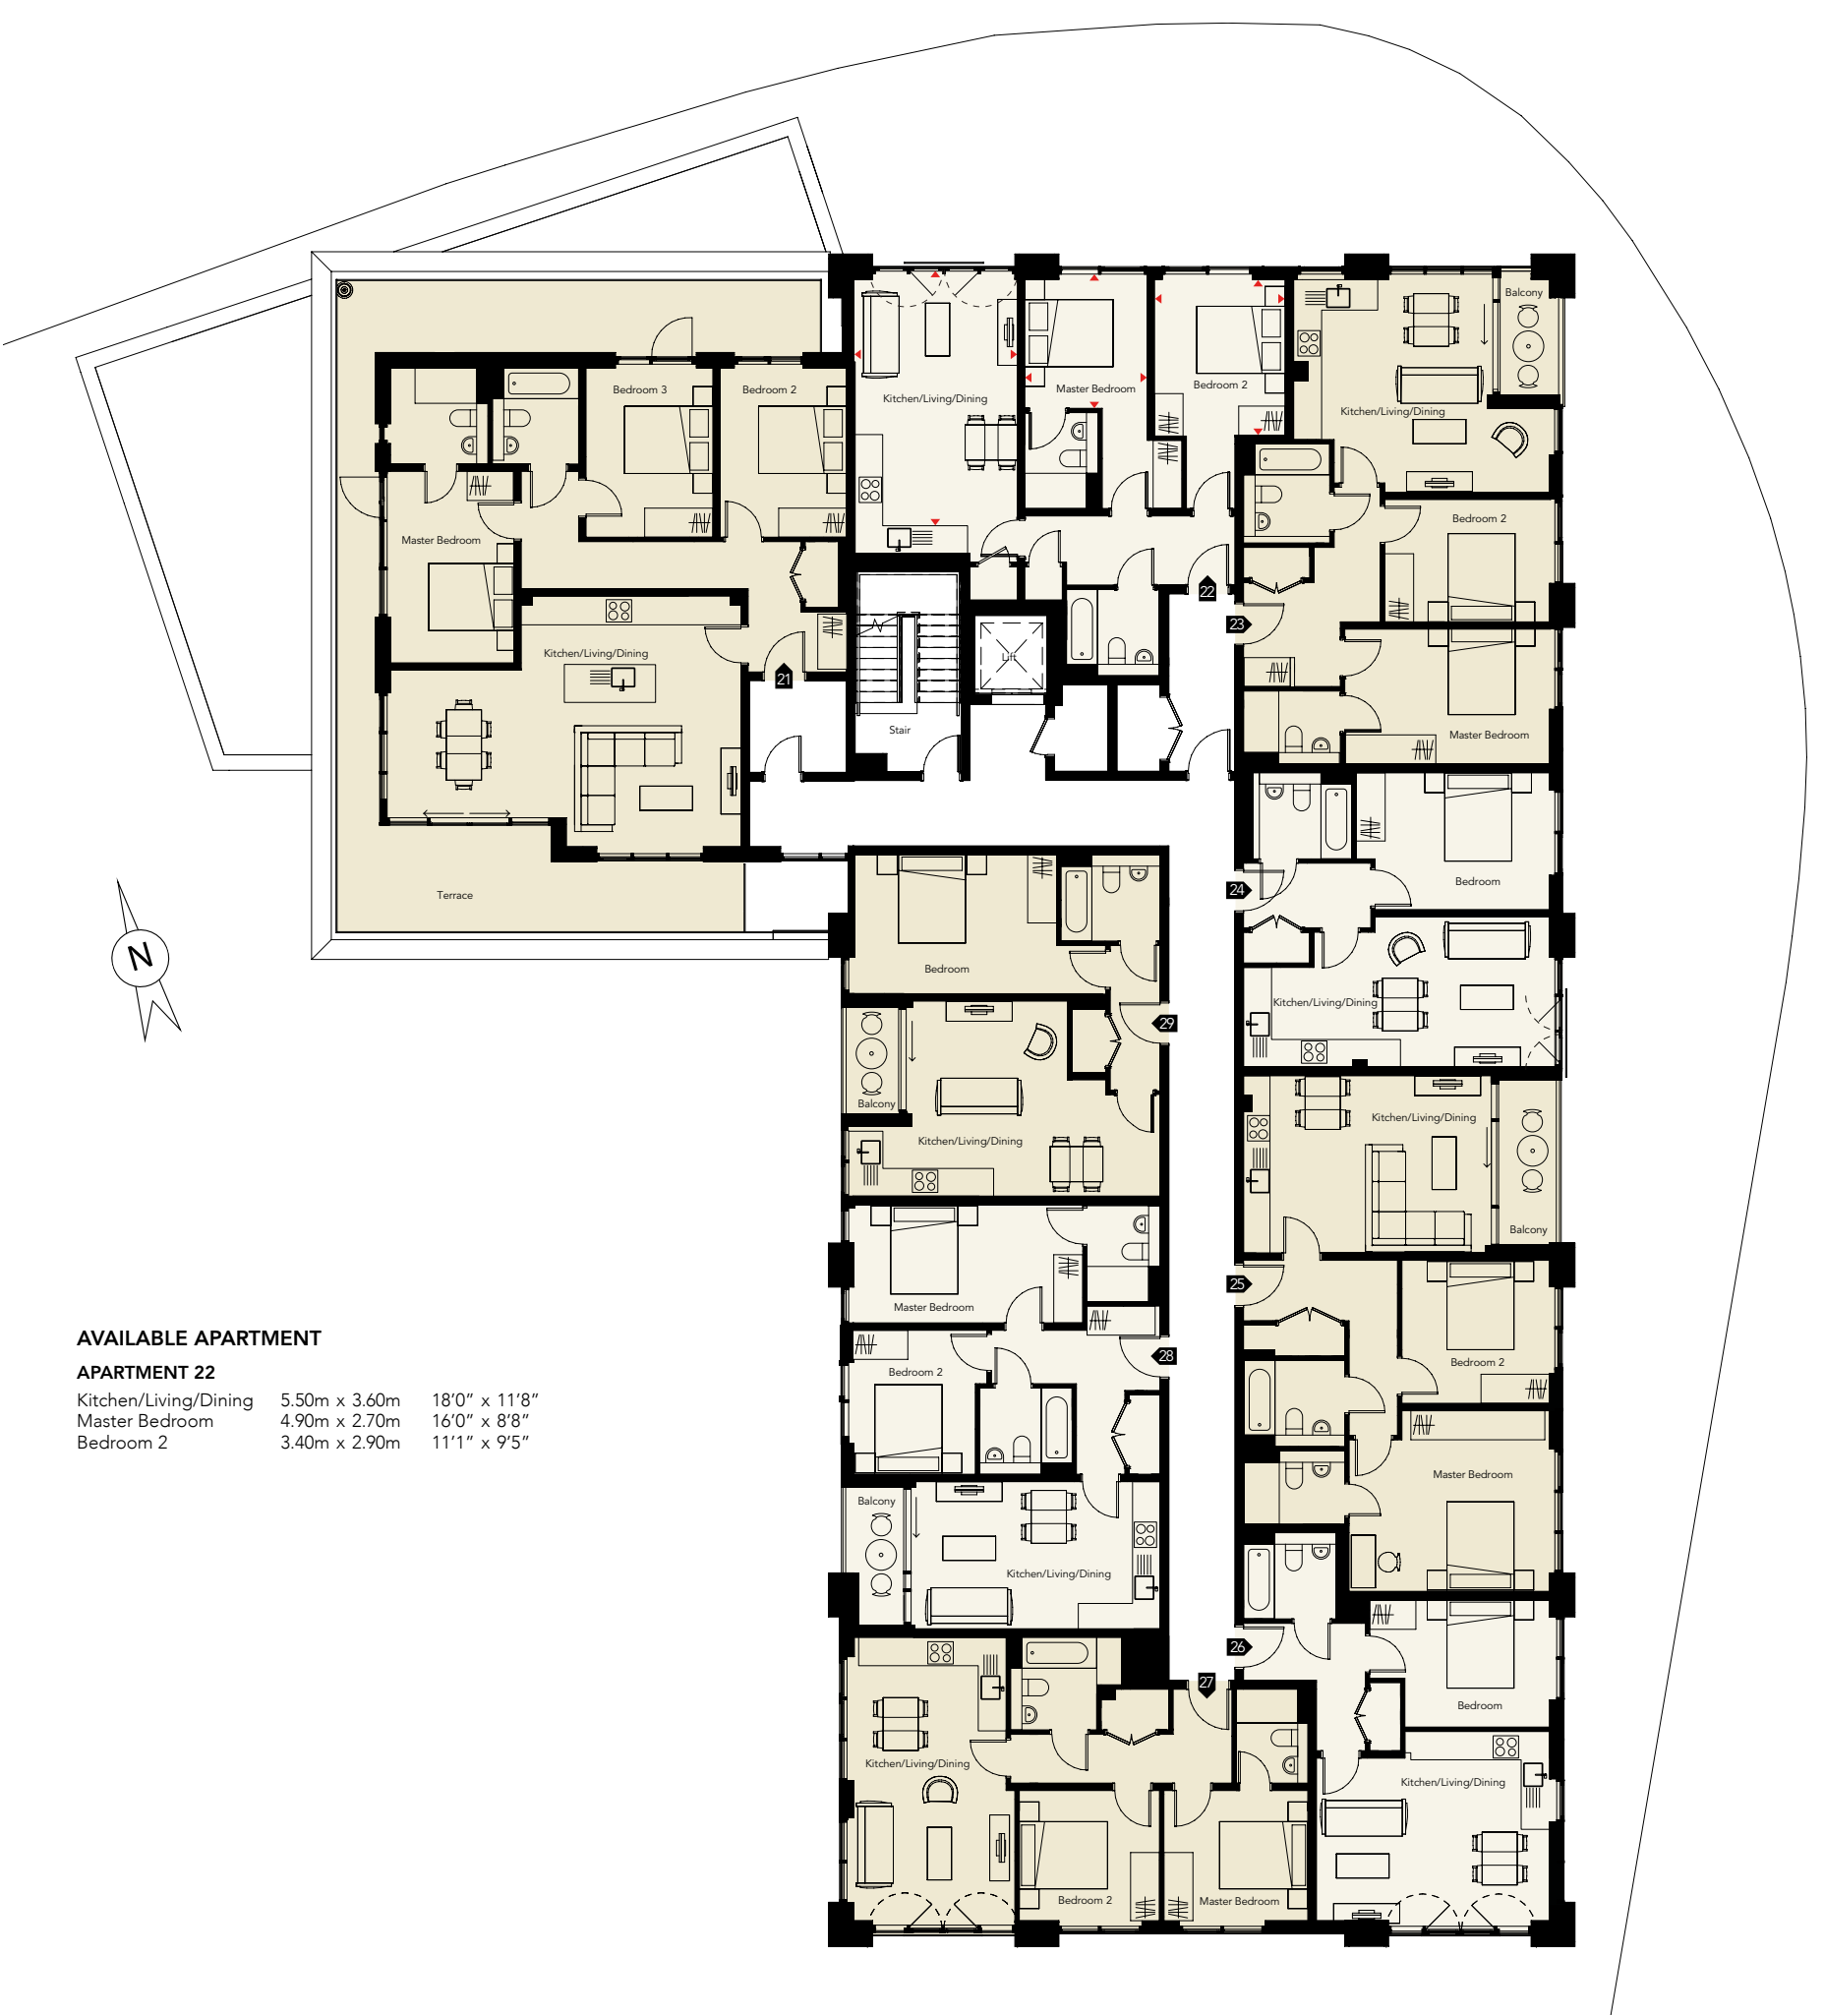 Balcony
Bedroom 3
Bedroom 2
Kitchen/Living/Dining
Master Bedroom
Bedroom 2
Kitchen/Living/Dining
Bedroom 2
Master Bedroom
22
23
Lift
Kitchen/Living/Dining
21
Stair
Master Bedroom
24
Bedroom
Terrace
N
Bedroom
Kitchen/Living/Dining
29
Balcony
Kitchen/Living/Dining
Kitchen/Living/Dining
Balcony
25
Master Bedroom
28
Bedroom 2
Bedroom 2
AVAILABLE APARTMENT
APARTMENT 22
Kitchen/Living/Dining 5.50m x 3.60m 18’0” x 11’8”
Master Bedroom 4.90m x 2.70m 16’0” x 8’8”
Bedroom 2 3.40m x 2.90m 11’1” x 9’5”
Master Bedroom
Balcony
Kitchen/Living/Dining
26
27
Bedroom
Kitchen/Living/Dining
Kitchen/Living/Dining
Bedroom 2
Master Bedroom